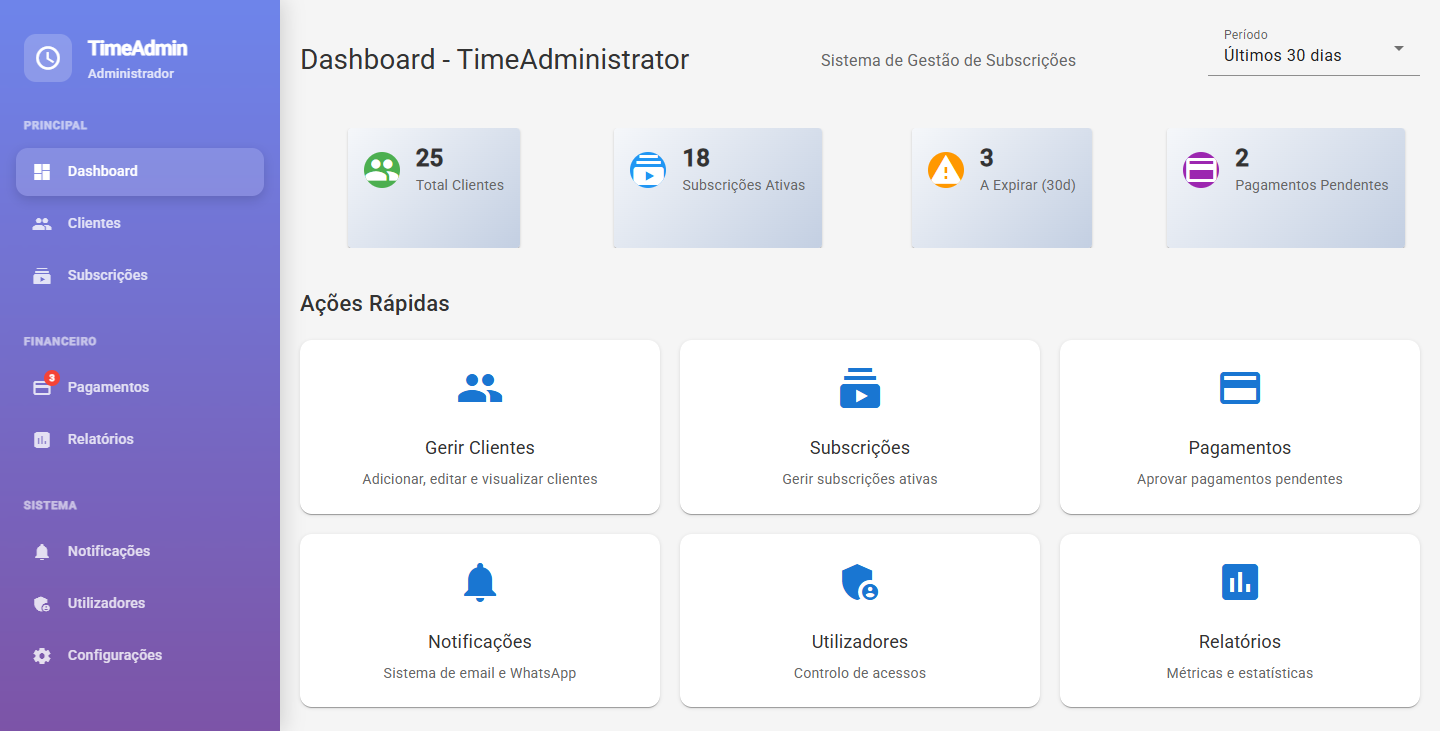 TimeAdmin
Administrador
PRINCIPAL
Dashboard
Clientes
Subscrições
FINANCEIRO
3
Pagamentos
Relatórios
SISTEMA
Notificações
Utilizadores
Configurações
Dashboard - TimeAdministrator
Sistema de Gestão de Subscrições
Período
Últimos 30 dias
25
Total Clientes
18
Subscrições Ativas
3
A Expirar (30d)
2
Pagamentos Pendentes
Ações Rápidas
Gerir Clientes
Adicionar, editar e visualizar clientes
Subscrições
Gerir subscrições ativas
Pagamentos
Aprovar pagamentos pendentes
Notificações
Sistema de email e WhatsApp
Utilizadores
Controlo de acessos
Relatórios
Métricas e estatísticas